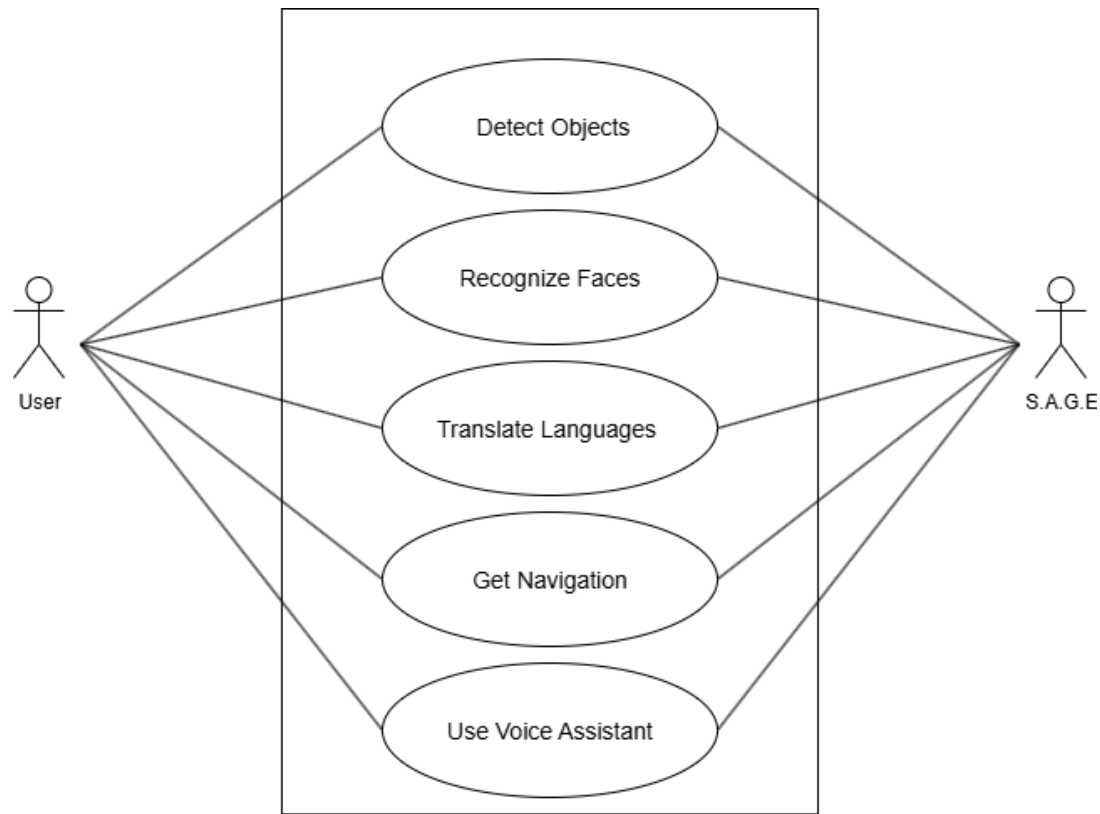 Detect Objects
Recognize Faces
User
S.A.G.E
Translate Languages
Get Navigation
Use Voice Assistant